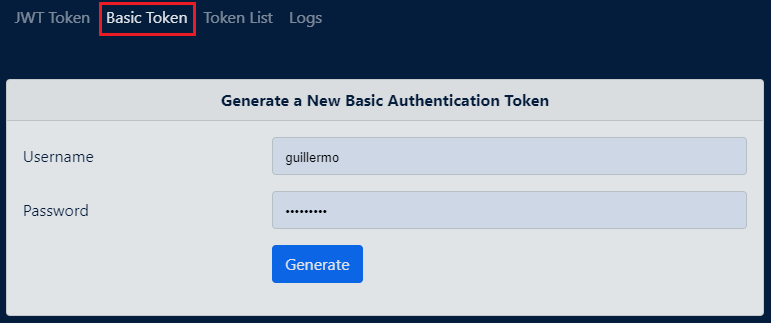 JWT Token Basic Token Token List Logs
Generate a New Basic Authentication Token
Username guillermo
Password •••••••••
Generate